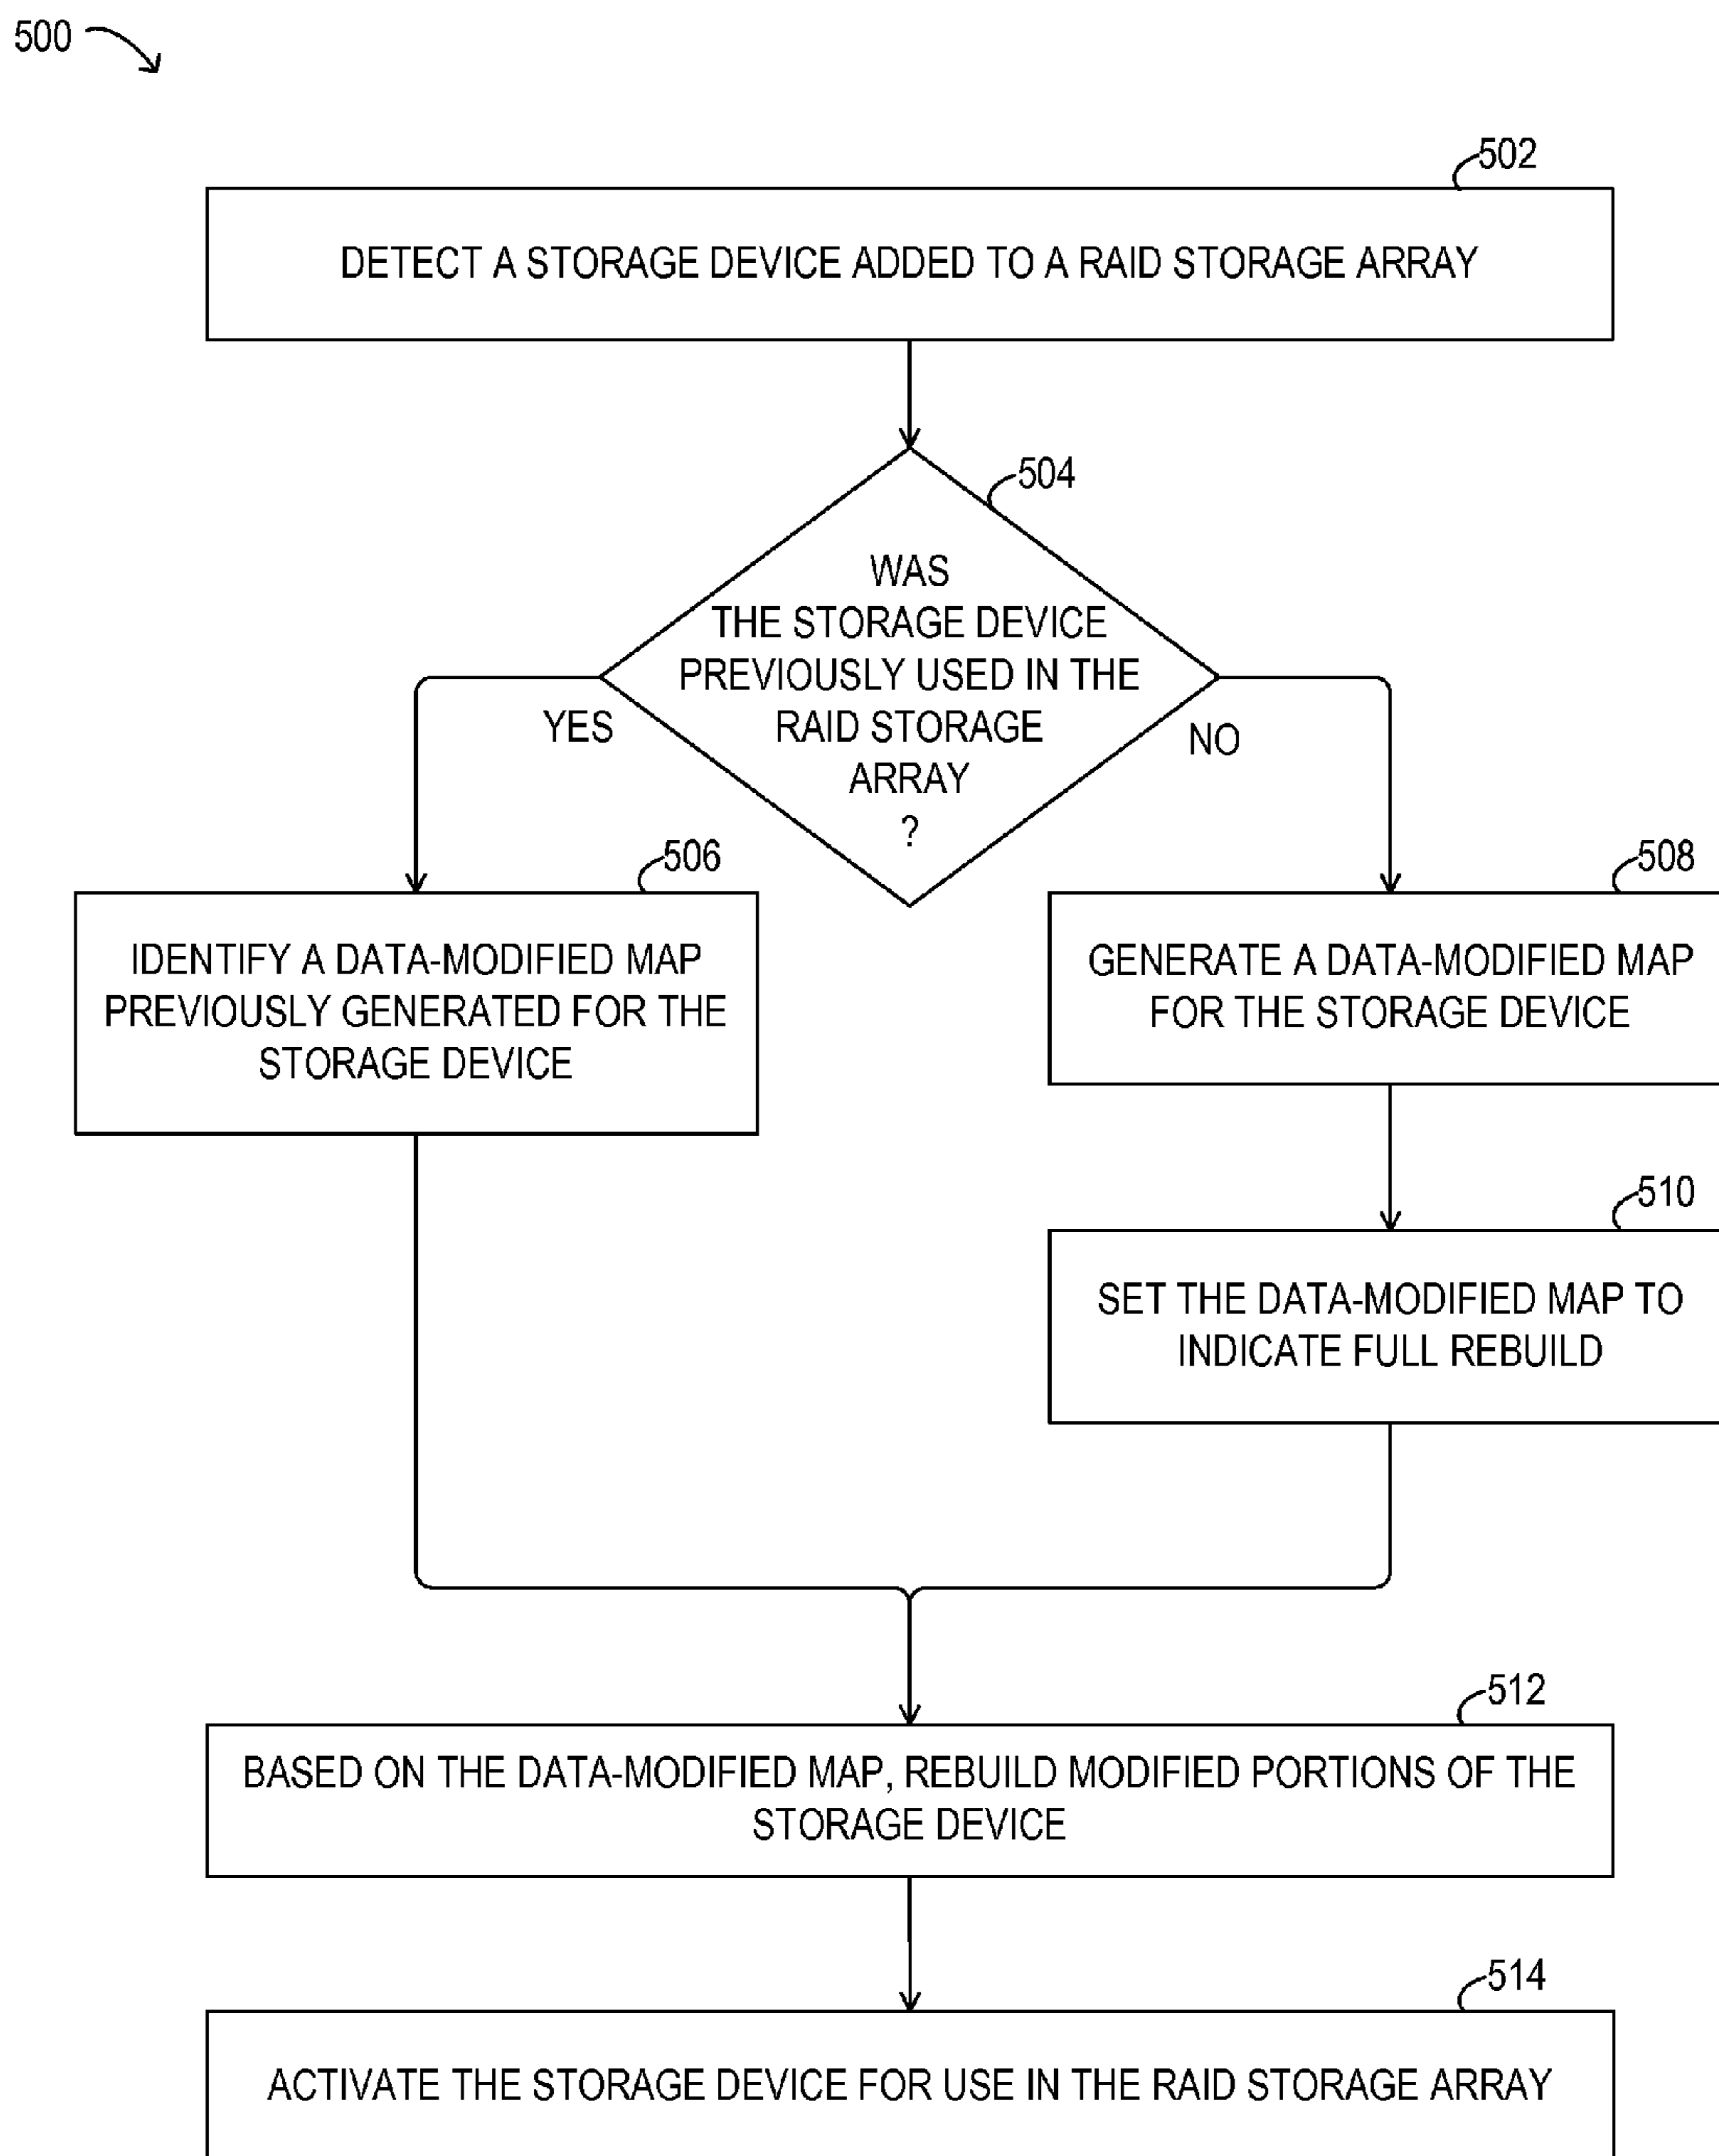 500
502
DETECT A STORAGE DEVICE ADDED TO A RAID STORAGE ARRAY
504
WAS
THE STORAGE DEVICE
PREVIOUSLY USED IN THE
RAID STORAGE
ARRAY
?
YES
NO
506
IDENTIFY A DATA-MODIFIED MAP
PREVIOUSLY GENERATED FOR THE
STORAGE DEVICE
508
GENERATE A DATA-MODIFIED MAP
FOR THE STORAGE DEVICE
510
SET THE DATA-MODIFIED MAP TO
INDICATE FULL REBUILD
512
BASED ON THE DATA-MODIFIED MAP, REBUILD MODIFIED PORTIONS OF THE
STORAGE DEVICE
514
ACTIVATE THE STORAGE DEVICE FOR USE IN THE RAID STORAGE ARRAY